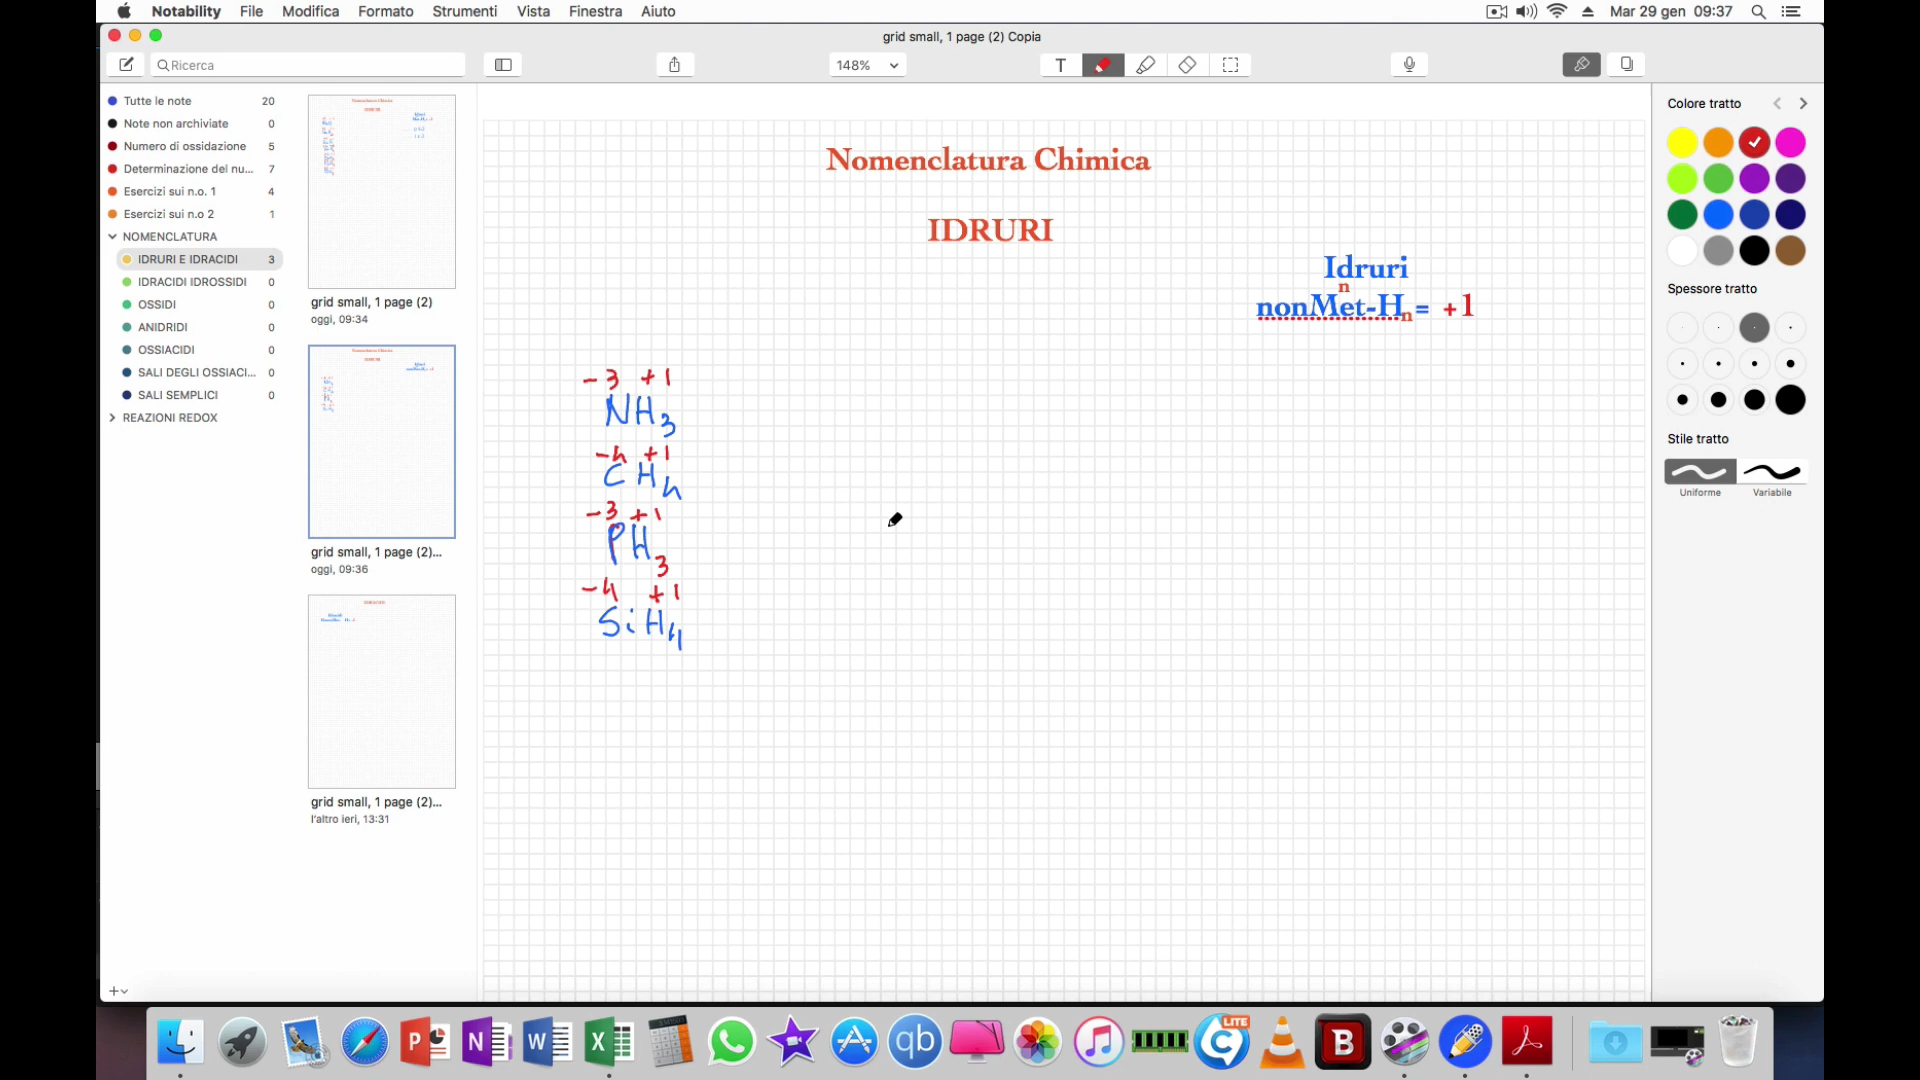 Notability File Modifica Formato Strumenti Vista Finestra Aiuto Mar 29 gen 09:37
grid small, 1 page (2) Copia
Ricerca 148% T
Tutte le note 20
Note non archiviate 0
Numero di ossidazione 5
Determinazione del nu... 7
Esercizi sui n.o. 1 4
Esercizi sui n.o 2 1
NOMENCLATURA
IDRURI E IDRACIDI 3
IDRACIDI IDROSSIDI 0
OSSIDI 0
ANIDRIDI 0
OSSIACIDI 0
SALI DEGLI OSSIACI... 0
SALI SEMPLICI 0
REAZIONI REDOX
grid small, 1 page (2)
oggi, 09:34
grid small, 1 page (2)...
oggi, 09:36
IDRACIDI
grid small, 1 page (2)...
l'altro ieri, 13:31
Nomenclatura Chimica
IDRURI
Idruri
n
nonMet-Hn = +1
-3 +1
NH3
-4 +1
CH4
-3 +1
PH3
-4 +1
SiH4
Colore tratto
Spessore tratto
Stile tratto
Uniforme Variabile
P N W X qb LITE B